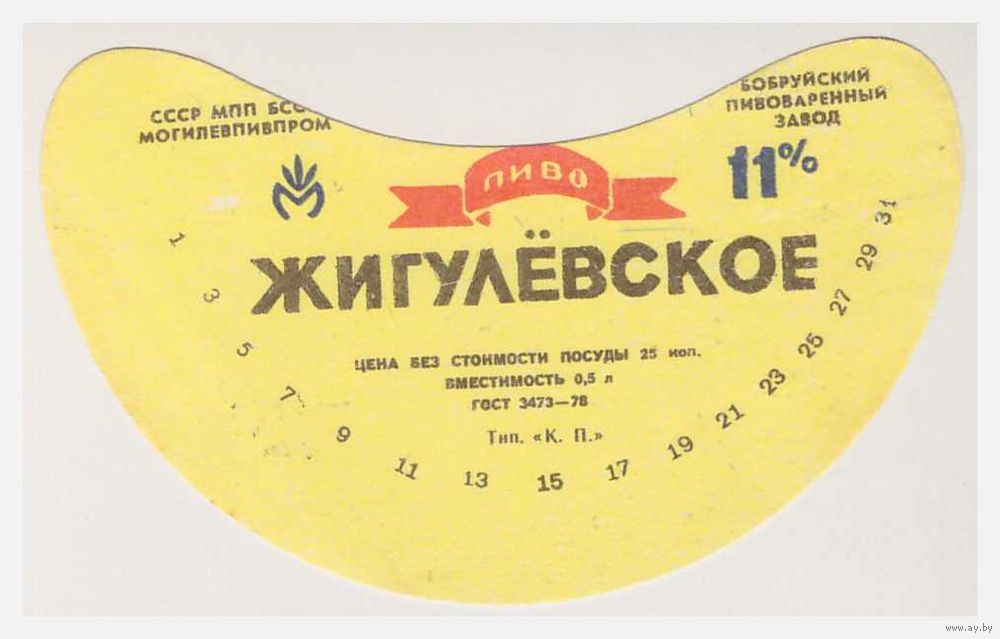 СССР МПП
МОГИЛЕВПИВПРОМ
БОБРУЙСКИЙ
ПИВОВАРЕННЫЙ
ЗАВОД
11%
ПИВО
ЖИГУЛЁВСКОЕ
ЦЕНА БЕЗ СТОИМОСТИ ПОСУДЫ 25 коп.
ВМЕСТИМОСТЬ 0,5 л
ГОСТ 3473—78
Тип. «К. П.»
1 3 5 7 9 11 13 15 17 19 21 23 25 27 29 31
www.ay.by